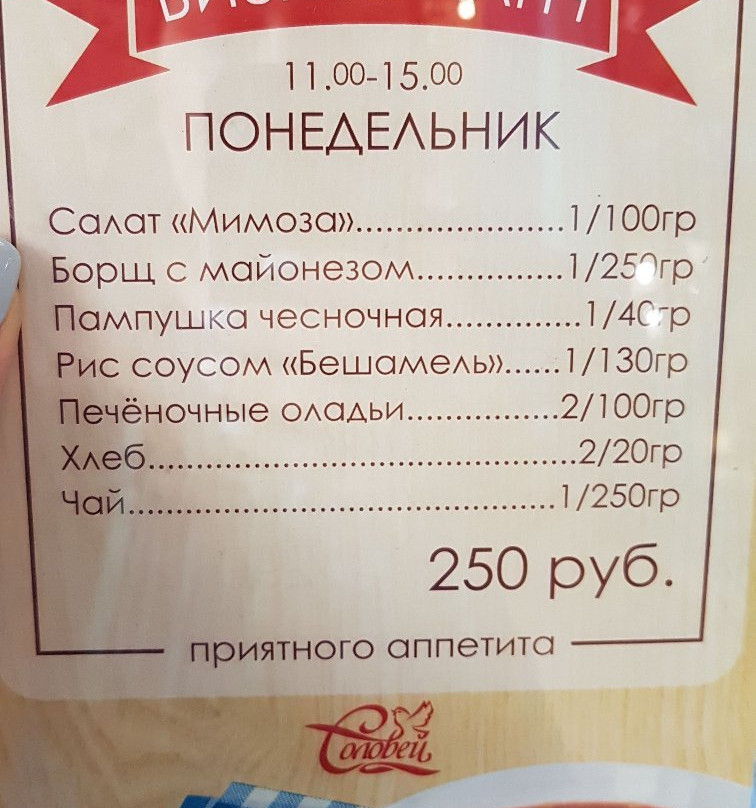 11.00-15.00
ПОНЕДЕЛЬНИК
Салат «Мимоза».....................1/100гр
Борщ с майонезом...............1/250гр
Пампушка чесночная..............1/40гр
Рис соусом «Бешамель»......1/130гр
Печёночные оладьи...............2/100гр
Хлеб...........................................2/20гр
Чай...........................................1/250гр
250 руб.
приятного аппетита
Соловей